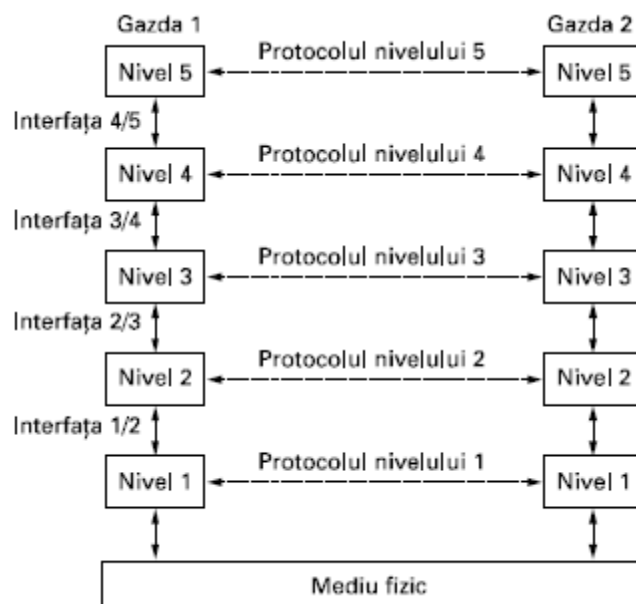 Gazda 1
Gazda 2
Nivel 5
Protocolul nivelului 5
Nivel 5
Interfața 4/5
Nivel 4
Protocolul nivelului 4
Nivel 4
Interfața 3/4
Nivel 3
Protocolul nivelului 3
Nivel 3
Interfața 2/3
Nivel 2
Protocolul nivelului 2
Nivel 2
Interfața 1/2
Nivel 1
Protocolul nivelului 1
Nivel 1
Mediu fizic